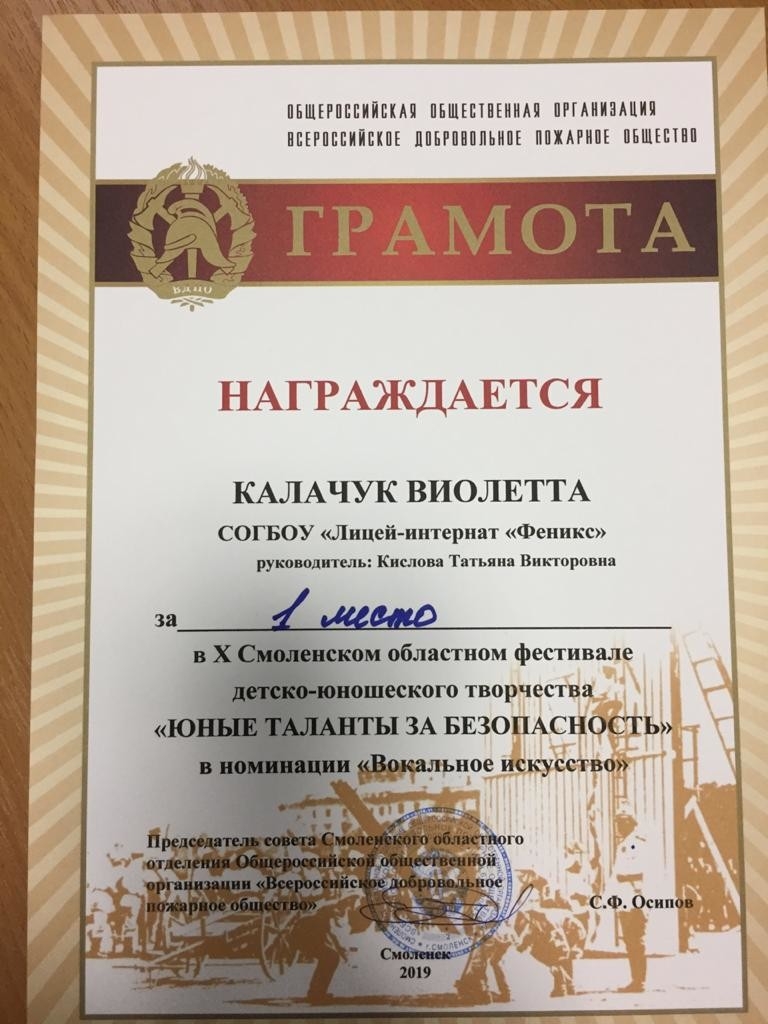 ОБЩЕРОССИЙСКАЯ ОБЩЕСТВЕННАЯ ОРГАНИЗАЦИЯ
ВСЕРОССИЙСКОЕ ДОБРОВОЛЬНОЕ ПОЖАРНОЕ ОБЩЕСТВО
ГРАМОТА
ВДПО
НАГРАЖДАЕТСЯ
КАЛАЧУК ВИОЛЕТТА
СОГБОУ «Лицей-интернат «Феникс»
руководитель: Кислова Татьяна Викторовна
за 1 место
в X Смоленском областном фестивале
детско-юношеского творчества
«ЮНЫЕ ТАЛАНТЫ ЗА БЕЗОПАСНОСТЬ»
в номинации «Вокальное искусство»
Председатель совета Смоленского областного
отделения Общероссийской общественной
организации «Всероссийское добровольное
пожарное общество» С.Ф. Осипов
г.СМОЛЕНСК
Смоленск
2019